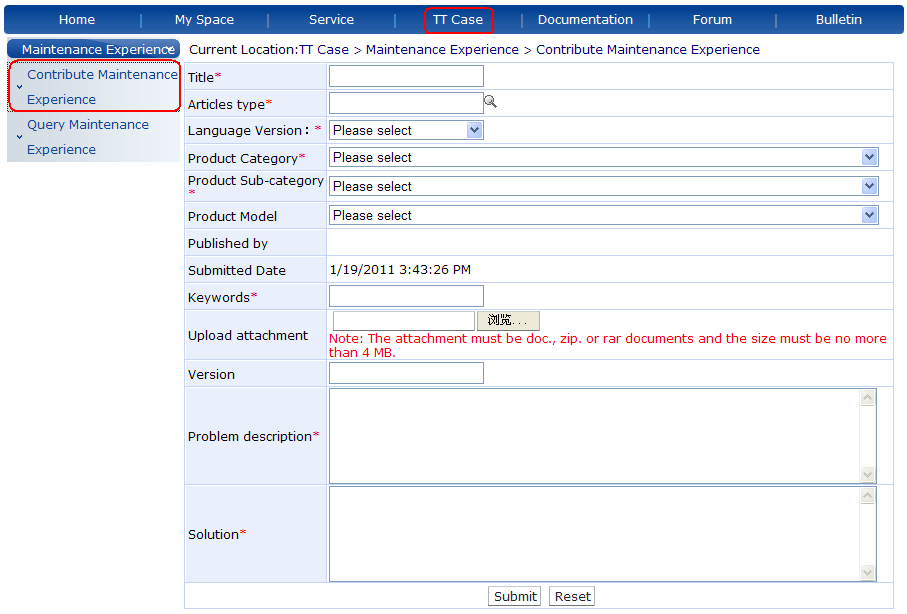 Home | My Space | Service | TT Case | Documentation | Forum | Bulletin
Maintenance Experience
Contribute Maintenance
Experience
Query Maintenance
Experience
Current Location:TT Case > Maintenance Experience > Contribute Maintenance Experience
Title*
Articles type*
Language Version: * Please select
Product Category* Please select
Product Sub-category
* Please select
Product Model Please select
Published by
Submitted Date 1/19/2011 3:43:26 PM
Keywords*
Upload attachment 浏览...
Note: The attachment must be doc., zip. or rar documents and the size must be no more
than 4 MB.
Version
Problem description*
Solution*
Submit Reset